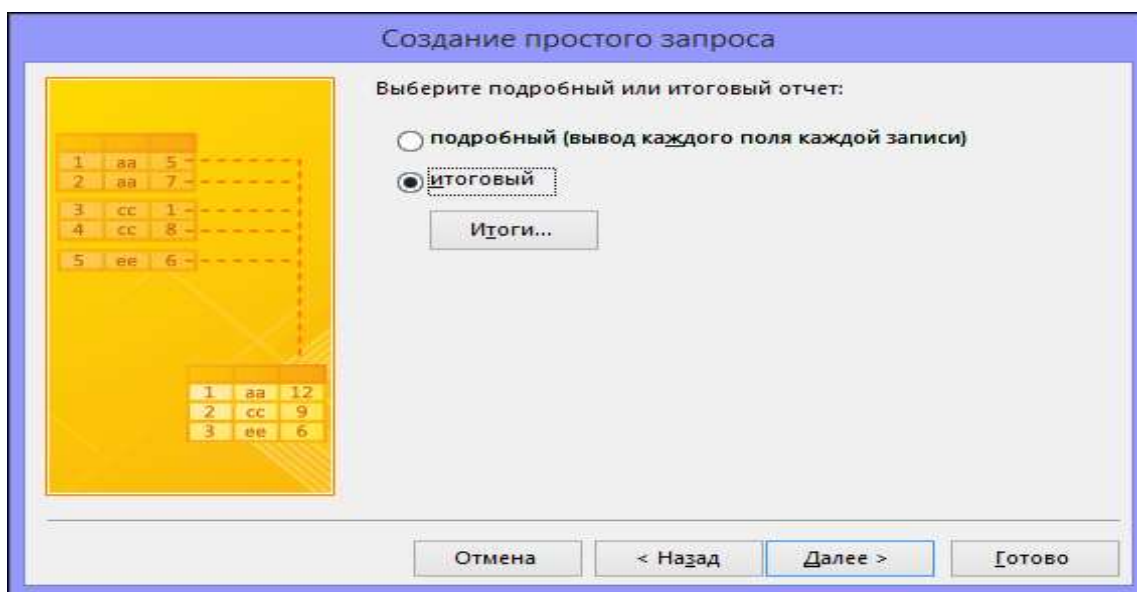 Создание простого запроса
Выберите подробный или итоговый отчет:
подробный (вывод каждого поля каждой записи)
итоговый
Итоги...
1 aa 5
2 aa 7
3 cc 1
4 cc 8
5 ee 6
1 aa 12
2 cc 9
3 ee 6
Отмена
< Назад
Далее >
Готово